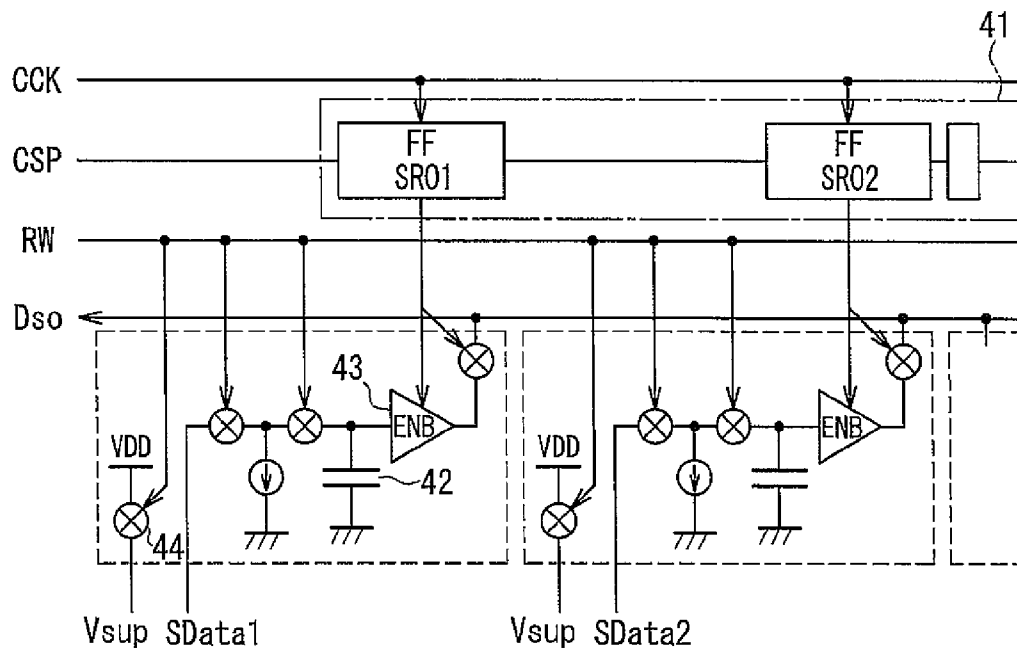 41
CCK
FF
SR01
FF
SR02
CSP
RW
Dso
43
ENB
ENB
VDD
VDD
42
44
Vsup
SData1
Vsup
SData2